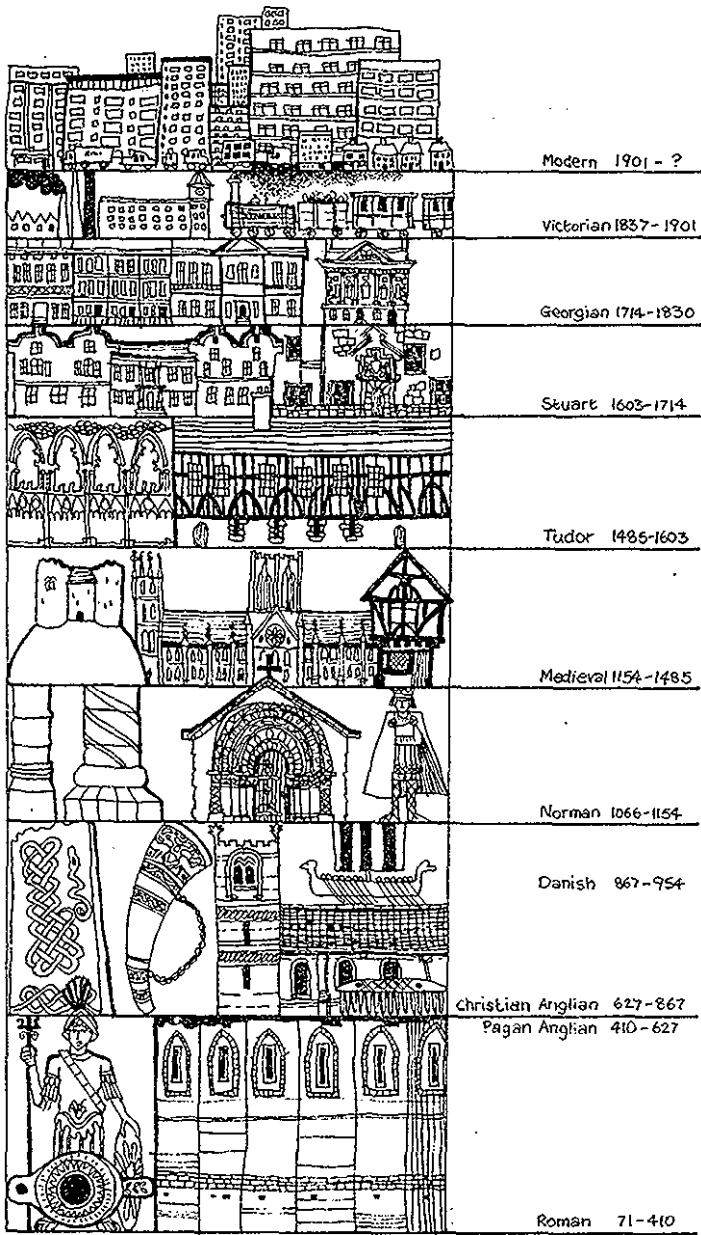 Modern 1901 - ?
Victorian 1837 - 1901
Georgian 1714 - 1830
Stuart 1603 - 1714
Tudor 1485 - 1603
Medieval 1154 - 1485
Norman 1066 - 1154
Danish 867 - 954
Christian Anglian 627 - 867
Pagan Anglian 410 - 627
Roman 71 - 410